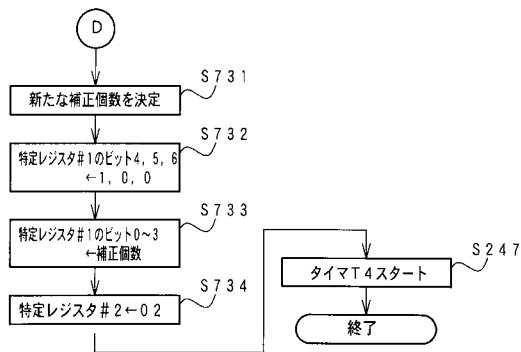 D
S731
新たな補正個数を決定
S732
特定レジスタ#1のビット4,5,6
←1,0,0
S733
特定レジスタ#1のビット0~3
←補正個数
S734
特定レジスタ#2←02
S247
タイマT4スタート
終了